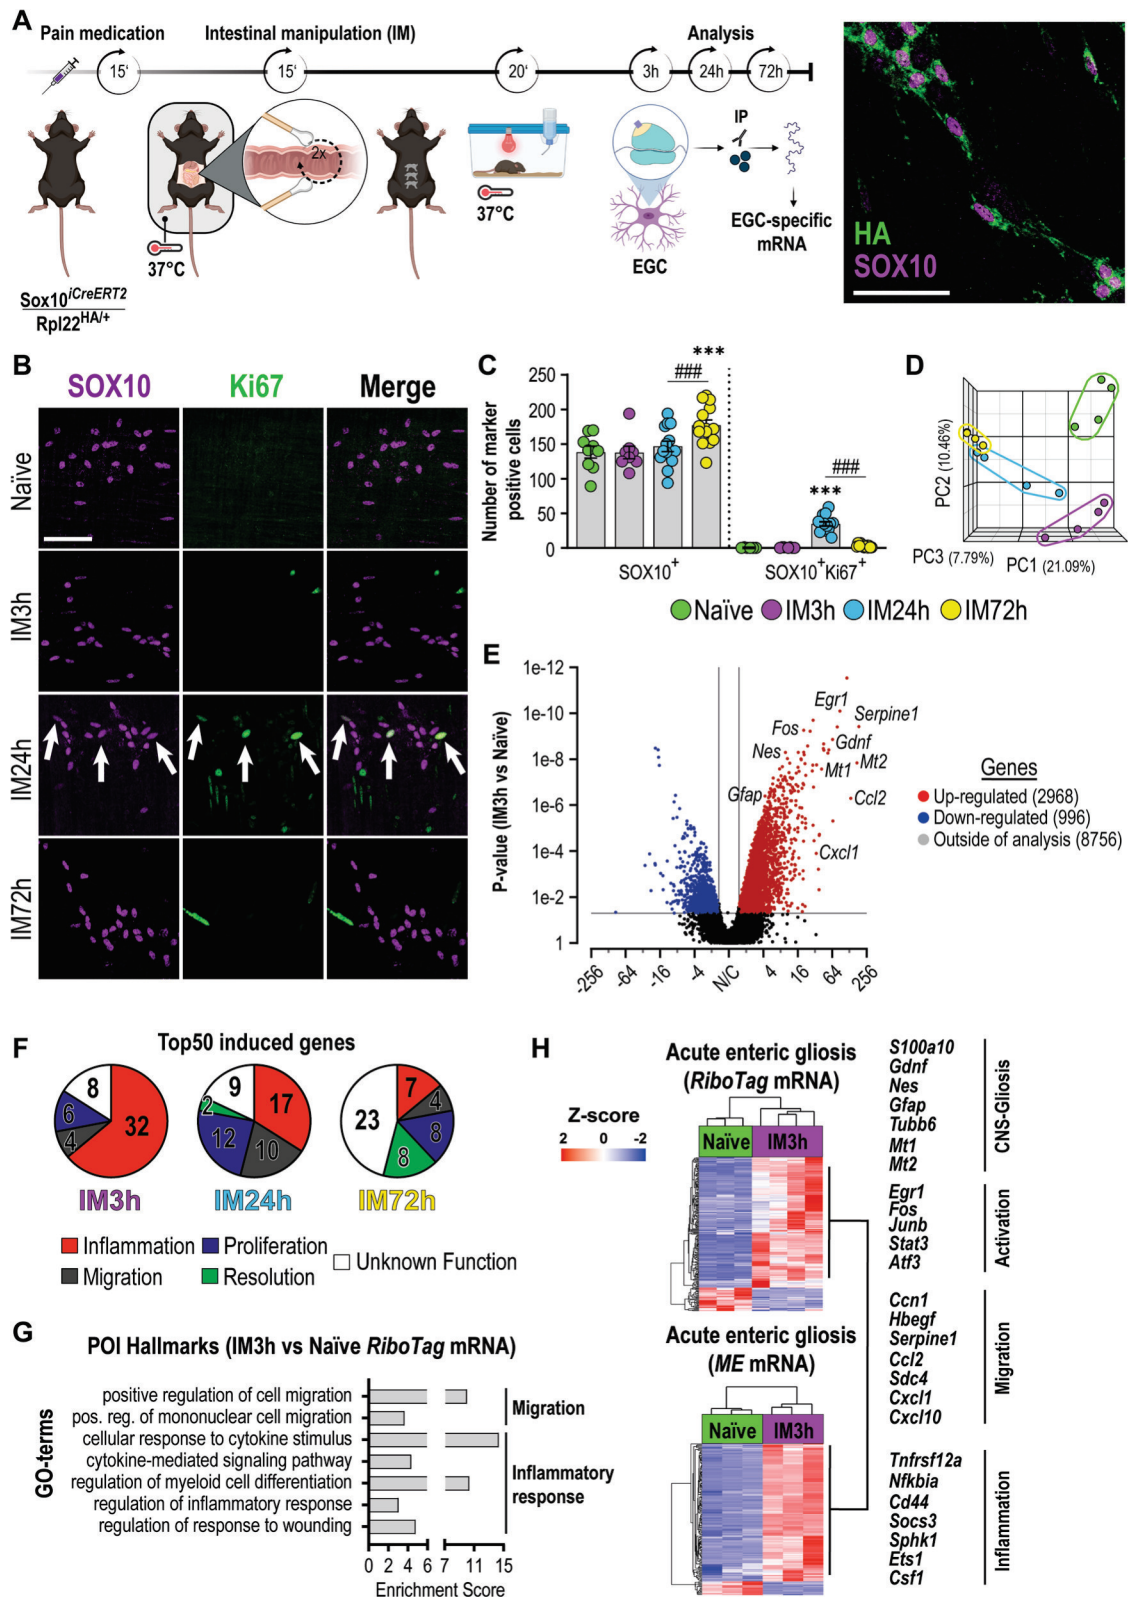 A
Pain medication
Intestinal manipulation (IM)
Analysis
15‘
15‘
20‘
3h
24h
72h
2x
IP
37°C
37°C
EGC
EGC-specific
mRNA
Sox10iCreERT2
Rpl22HA/+
HA
SOX10
B
SOX10
Ki67
Merge
Naïve
IM3h
IM24h
IM72h
C
Number of marker
positive cells
250
200
150
100
50
0
***
###
***
###
SOX10+
SOX10+Ki67+
D
PC2 (10.46%)
PC3 (7.79%)
PC1 (21.09%)
Naïve
IM3h
IM24h
IM72h
E
P-value (IM3h vs Naïve)
1e-12
1e-10
1e-8
1e-6
1e-4
1e-2
1
Egr1
Serpine1
Fos
Gdnf
Nes
Mt2
Mt1
Gfap
Ccl2
Cxcl1
-256
-64
-16
-4
N/C
4
16
64
256
Genes
Up-regulated (2968)
Down-regulated (996)
Outside of analysis (8756)
F
Top50 induced genes
8
6
4
32
9
2
12
10
17
7
4
8
8
23
IM3h
IM24h
IM72h
Inflammation
Proliferation
Unknown Function
Migration
Resolution
G
POI Hallmarks (IM3h vs Naïve RiboTag mRNA)
GO-terms
positive regulation of cell migration
pos. reg. of mononuclear cell migration
cellular response to cytokine stimulus
cytokine-mediated signaling pathway
regulation of myeloid cell differentiation
regulation of inflammatory response
regulation of response to wounding
Migration
Inflammatory
response
0 2 4 6 7 11 15
Enrichment Score
H
Acute enteric gliosis
(RiboTag mRNA)
Z-score
2 0 -2
Naïve
IM3h
Acute enteric gliosis
(ME mRNA)
Naïve
IM3h
S100a10
Gdnf
Nes
Gfap
Tubb6
Mt1
Mt2
CNS-Gliosis
Egr1
Fos
Junb
Stat3
Atf3
Activation
Ccn1
Hbegf
Serpine1
Ccl2
Sdc4
Cxcl1
Cxcl10
Migration
Tnfrsf12a
Nfkbia
Cd44
Socs3
Sphk1
Ets1
Csf1
Inflammation